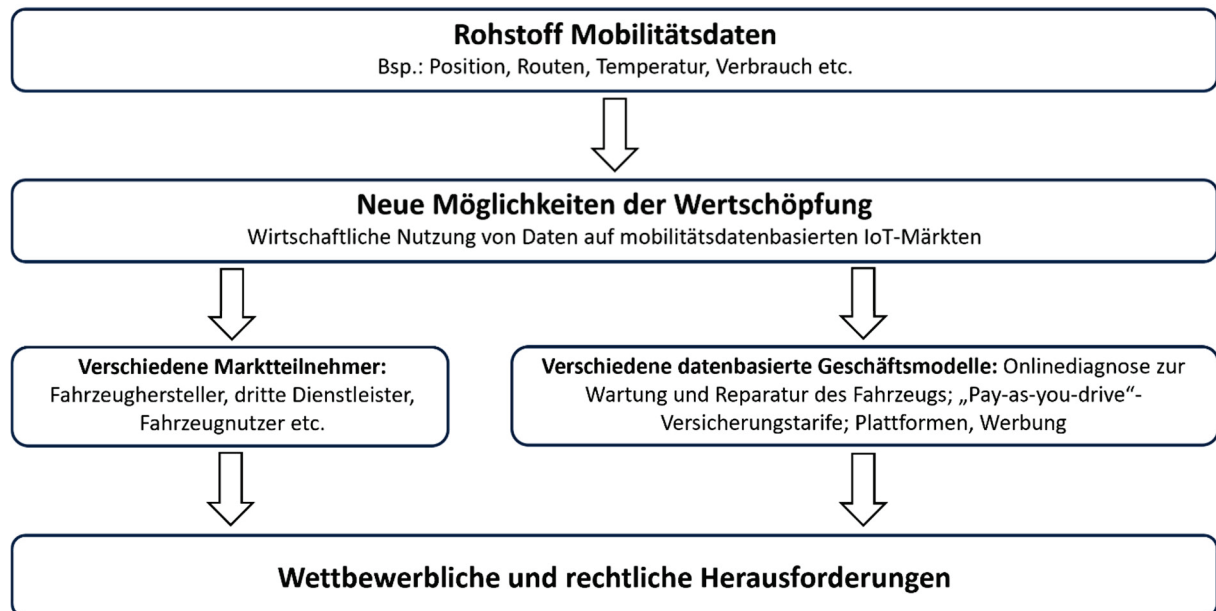 Rohstoff Mobilitätsdaten
Bsp.: Position, Routen, Temperatur, Verbrauch etc.
Neue Möglichkeiten der Wertschöpfung
Wirtschaftliche Nutzung von Daten auf mobilitätsdatenbasierten IoT-Märkten
Verschiedene Marktteilnehmer:
Fahrzeughersteller, dritte Dienstleister,
Fahrzeugnutzer etc.
Verschiedene datenbasierte Geschäftsmodelle: Onlinediagnose zur
Wartung und Reparatur des Fahrzeugs; „Pay-as-you-drive“-
Versicherungstarife; Plattformen, Werbung
Wettbewerbliche und rechtliche Herausforderungen